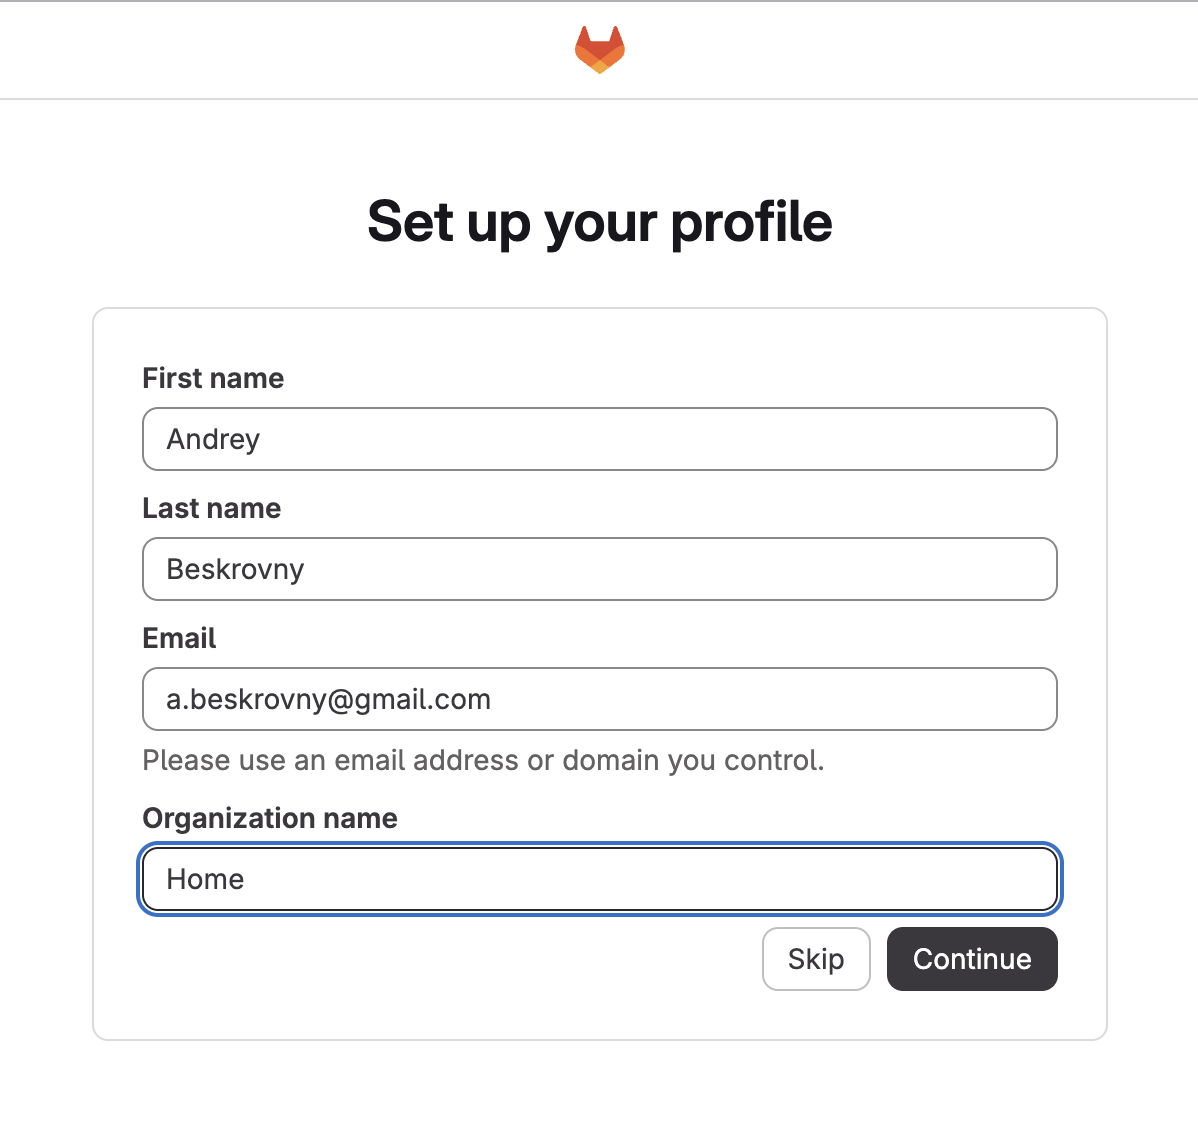 Set up your profile
First name
Andrey
Last name
Beskrovny
Email
a.beskrovny@gmail.com
Please use an email address or domain you control.
Organization name
Home
Skip
Continue